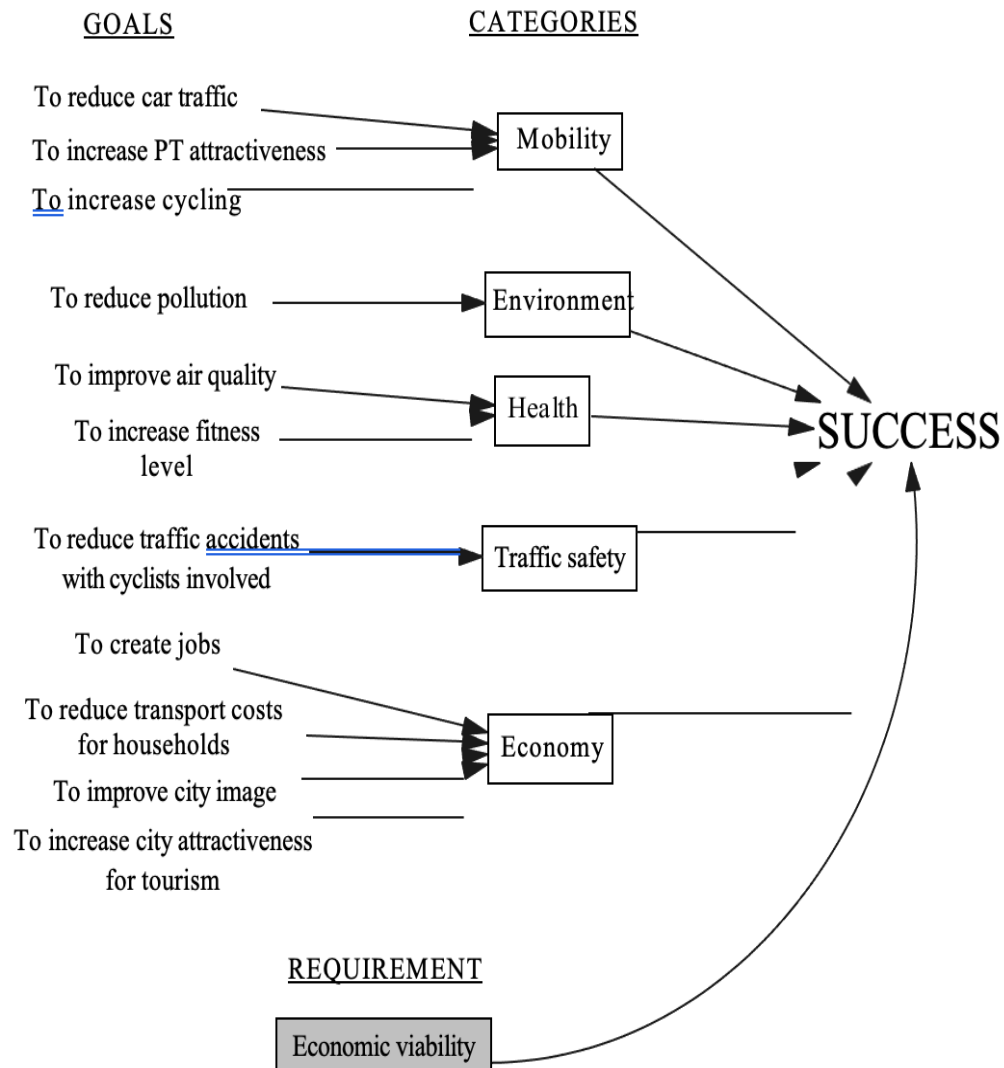 GOALS
CATEGORIES
To reduce car traffic
To increase PT attractiveness
To increase cycling
Mobility
To reduce pollution
Environment
To improve air quality
To increase fitness
level
Health
SUCCESS
To reduce traffic accidents
with cyclists involved
Traffic safety
To create jobs
To reduce transport costs
for households
To improve city image
To increase city attractiveness
for tourism
Economy
REQUIREMENT
Economic viability